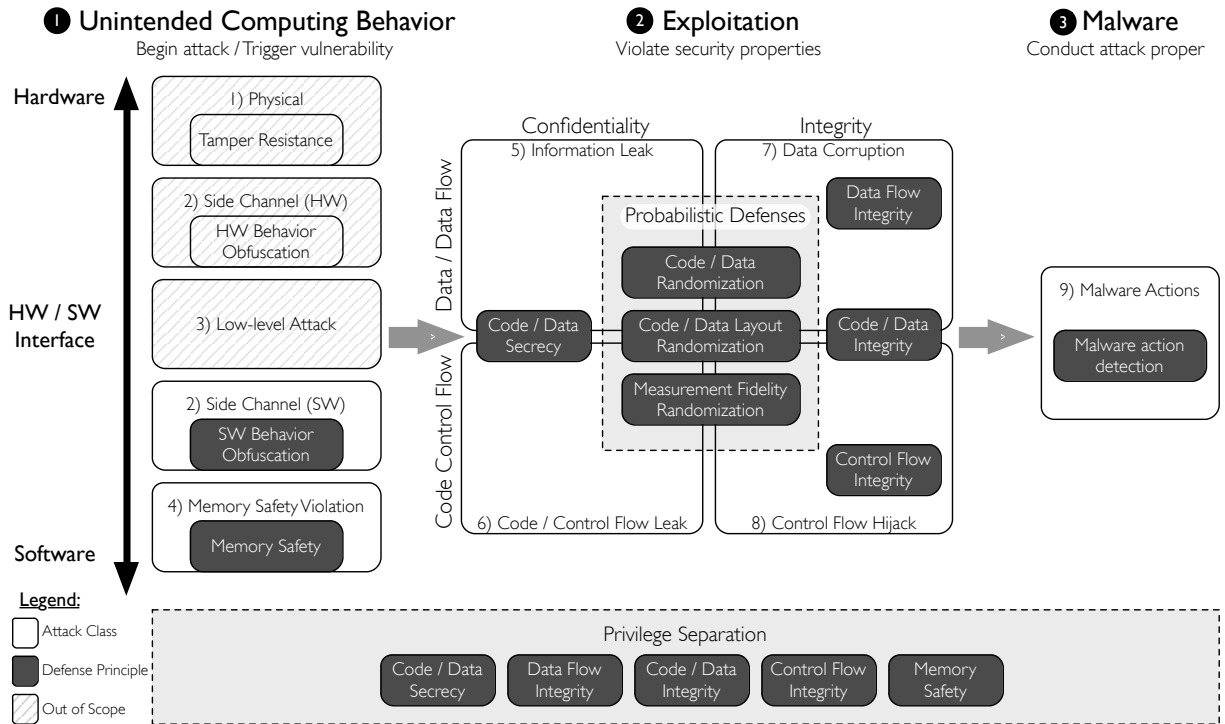 1 Unintended Computing Behavior
Begin attack / Trigger vulnerability
2 Exploitation
Violate security properties
3 Malware
Conduct attack proper
Hardware
HW / SW
Interface
Software
1) Physical
Tamper Resistance
2) Side Channel (HW)
HW Behavior
Obfuscation
3) Low-level Attack
2) Side Channel (SW)
SW Behavior
Obfuscation
4) Memory Safety Violation
Memory Safety
Confidentiality
Integrity
Data / Data Flow
Code Control Flow
5) Information Leak
7) Data Corruption
Data Flow
Integrity
Probabilistic Defenses
Code / Data
Randomization
Code / Data
Secrecy
Code / Data Layout
Randomization
Code / Data
Integrity
Measurement Fidelity
Randomization
Control Flow
Integrity
6) Code / Control Flow Leak
8) Control Flow Hijack
9) Malware Actions
Malware action
detection
Legend:
Attack Class
Defense Principle
Out of Scope
Privilege Separation
Code / Data
Secrecy
Data Flow
Integrity
Code / Data
Integrity
Control Flow
Integrity
Memory
Safety